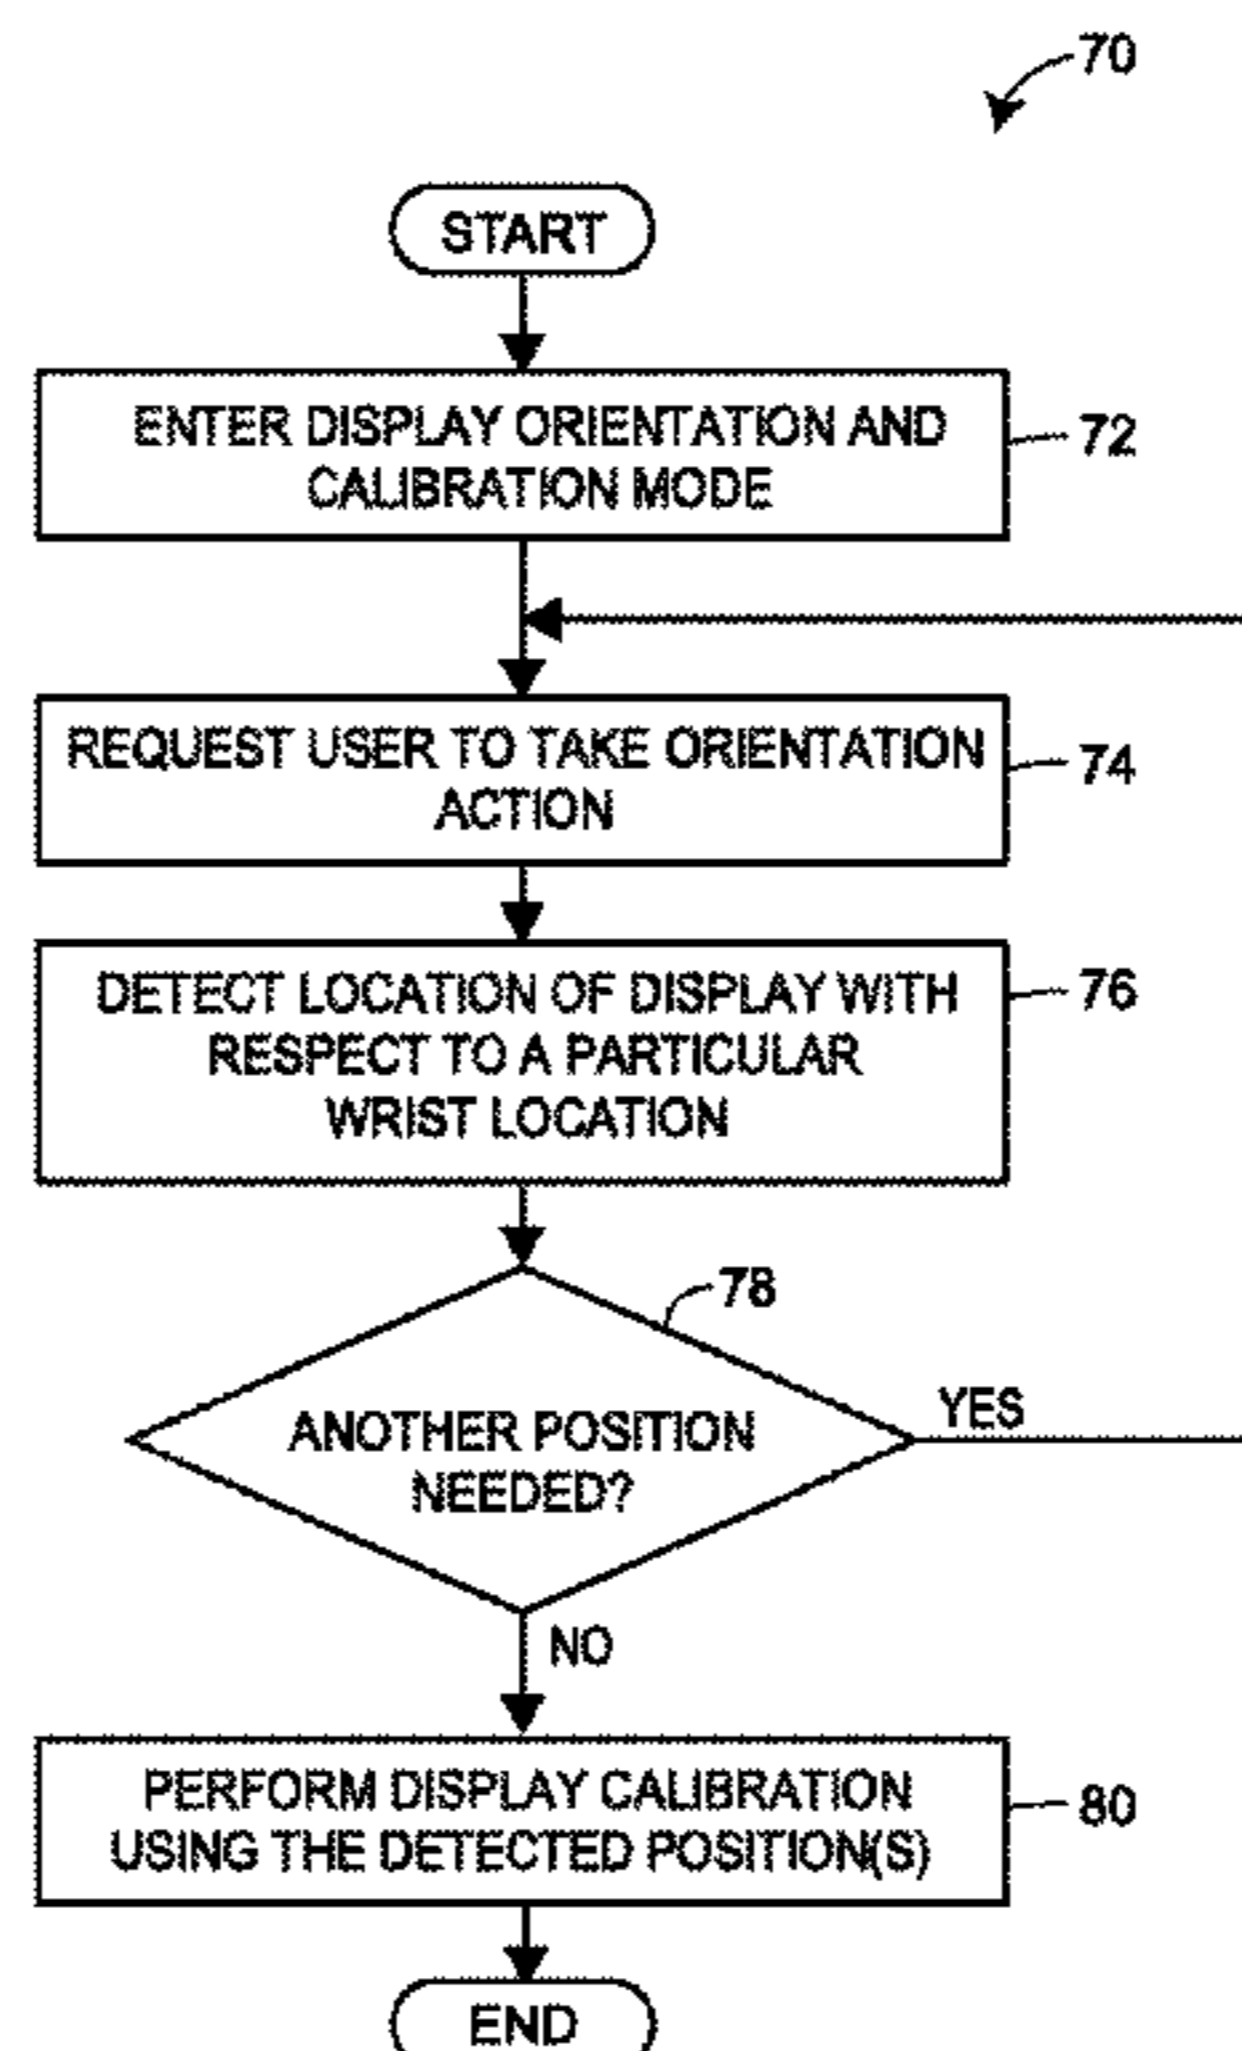 70
START
ENTER DISPLAY ORIENTATION AND
CALIBRATION MODE
72
REQUEST USER TO TAKE ORIENTATION
ACTION
74
DETECT LOCATION OF DISPLAY WITH
RESPECT TO A PARTICULAR
WRIST LOCATION
76
78
ANOTHER POSITION
NEEDED?
YES
NO
PERFORM DISPLAY CALIBRATION
USING THE DETECTED POSITION(S)
80
END